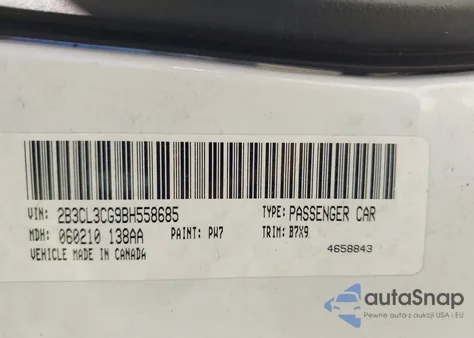 VIN: 2B3CL3CG9BH558685 TYPE: PASSENGER CAR
MDH: 060210 138AA PAINT: PW7 TRIM: B7X9
VEHICLE MADE IN CANADA 4658843
autoSnap
Pewne auta z aukcji USA i EU